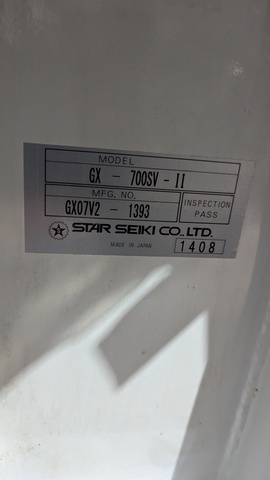 MODEL
GX - 700SV - II
MFG. NO.
GX07V2 - 1393
INSPECTION
PASS
STAR SEIKI CO.,LTD.
MADE IN JAPAN
1408